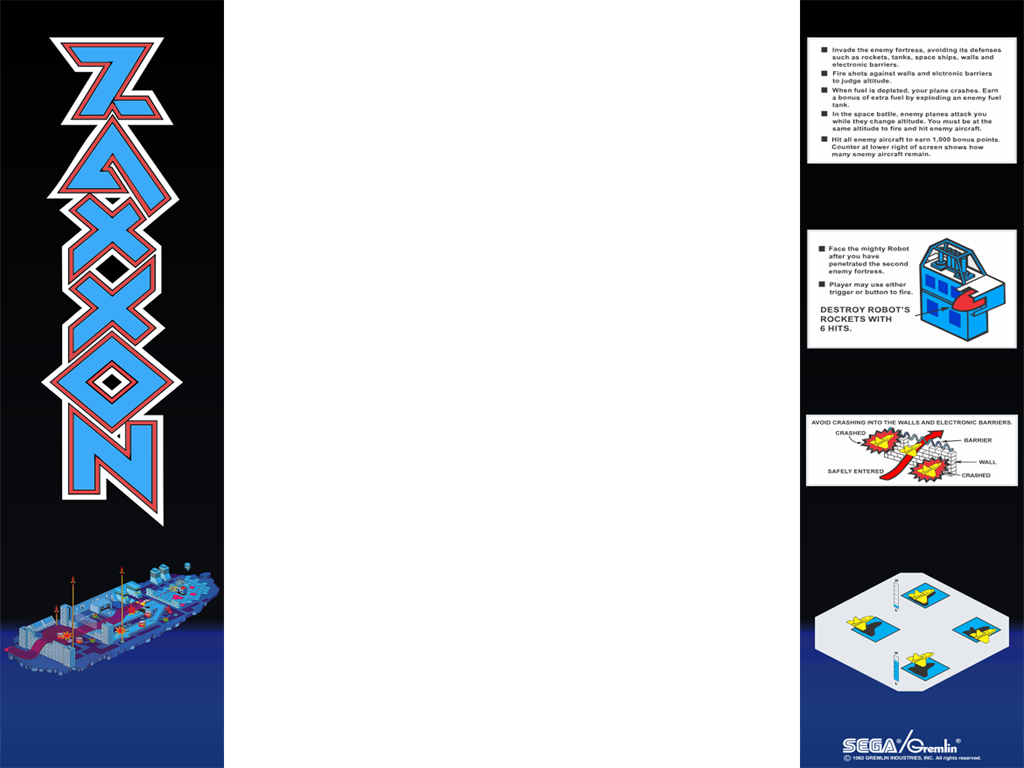 ZAXXON
■ Invade the enemy fortress, avoiding its defenses
such as rockets, tanks, space ships, walls and
electronic barriers.
■ Fire shots against walls and elctronic barriers
to judge altitude.
■ When fuel is depleted, your plane crashes. Earn
a bonus of extra fuel by exploding an enemy fuel
tank.
■ In the space battle, enemy planes attack you
while they change altitude. You must be at the
same altitude to fire and hit enemy aircraft.
■ Hit all enemy aircraft to earn 1,000 bonus points.
Counter at lower right of screen shows how
many enemy aircraft remain.
■ Face the mighty Robot
after you have
penetrated the second
enemy fortress.
■ Player may use either
trigger or button to fire.
DESTROY ROBOT'S
ROCKETS WITH
6 HITS.
AVOID CRASHING INTO THE WALLS AND ELECTRONIC BARRIERS.
CRASHED
BARRIER
WALL
SAFELY ENTERED
CRASHED
SEGA®/Gremlin®
© 1982 GREMLIN INDUSTRIES, INC. All rights reserved.